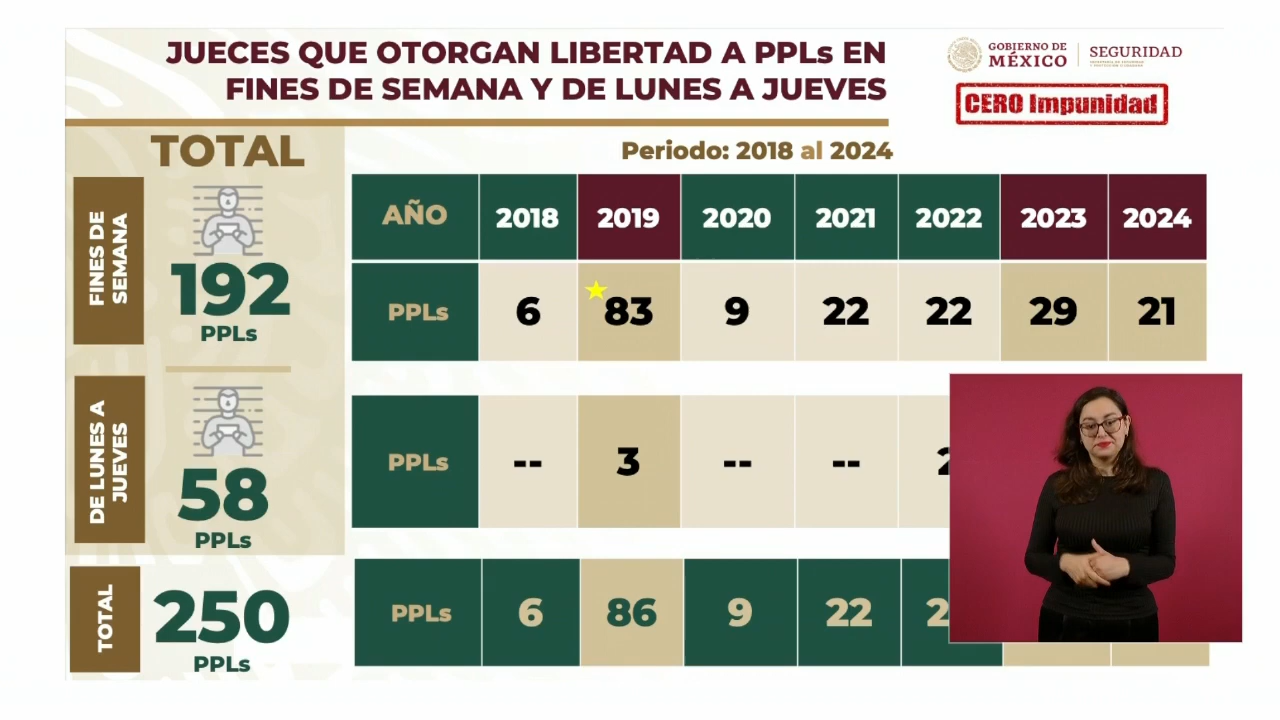 JUECES QUE OTORGAN LIBERTAD A PPLs EN
FINES DE SEMANA Y DE LUNES A JUEVES
GOBIERNO DE
MÉXICO
SEGURIDAD
CERO Impunidad
TOTAL
Periodo: 2018 al 2024
FINES DE
SEMANA
192
PPLs
AÑO 2018 2019 2020 2021 2022 2023 2024
PPLs 6 83 9 22 22 29 21
DE LUNES A
JUEVES
58
PPLs
PPLs -- 3 -- --
TOTAL
250
PPLs
PPLs 6 86 9 22